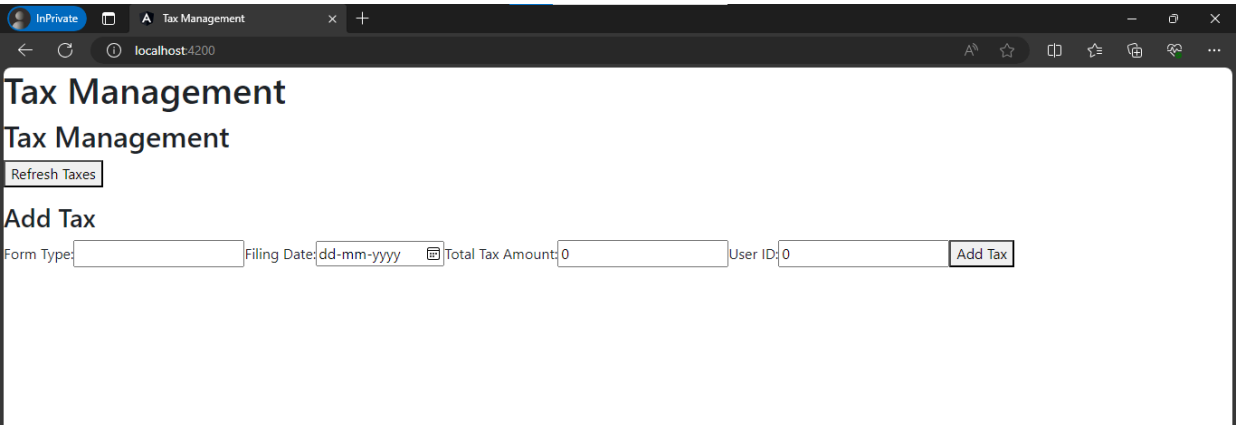 InPrivate Tax Management
localhost:4200
Tax Management
Tax Management
Refresh Taxes
Add Tax
Form Type: Filing Date: dd-mm-yyyy Total Tax Amount: 0 User ID: 0 Add Tax